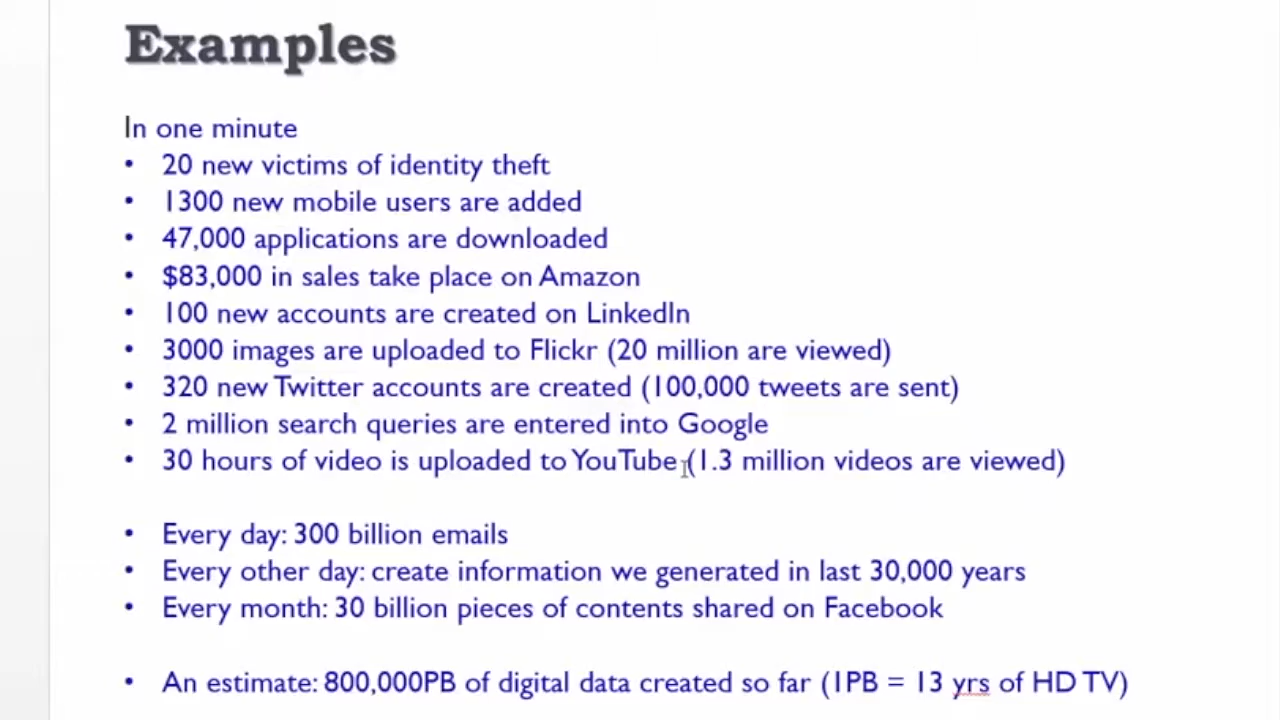 Examples
In one minute
• 20 new victims of identity theft
• 1300 new mobile users are added
• 47,000 applications are downloaded
• $83,000 in sales take place on Amazon
• 100 new accounts are created on LinkedIn
• 3000 images are uploaded to Flickr (20 million are viewed)
• 320 new Twitter accounts are created (100,000 tweets are sent)
• 2 million search queries are entered into Google
• 30 hours of video is uploaded to YouTube (1.3 million videos are viewed)
• Every day: 300 billion emails
• Every other day: create information we generated in last 30,000 years
• Every month: 30 billion pieces of contents shared on Facebook
• An estimate: 800,000PB of digital data created so far (1PB = 13 yrs of HD TV)